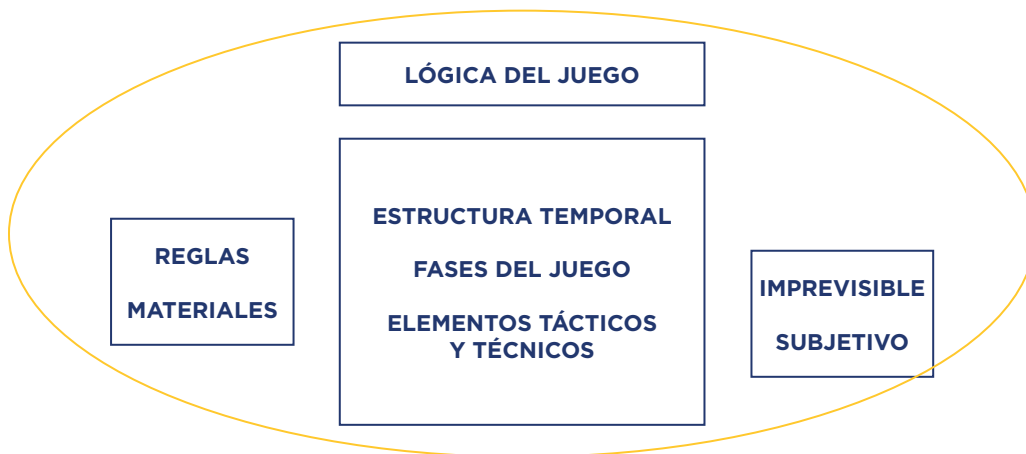 LÓGICA DEL JUEGO
ESTRUCTURA TEMPORAL
FASES DEL JUEGO
ELEMENTOS TÁCTICOS
Y TÉCNICOS
REGLAS
MATERIALES
IMPREVISIBLE
SUBJETIVO